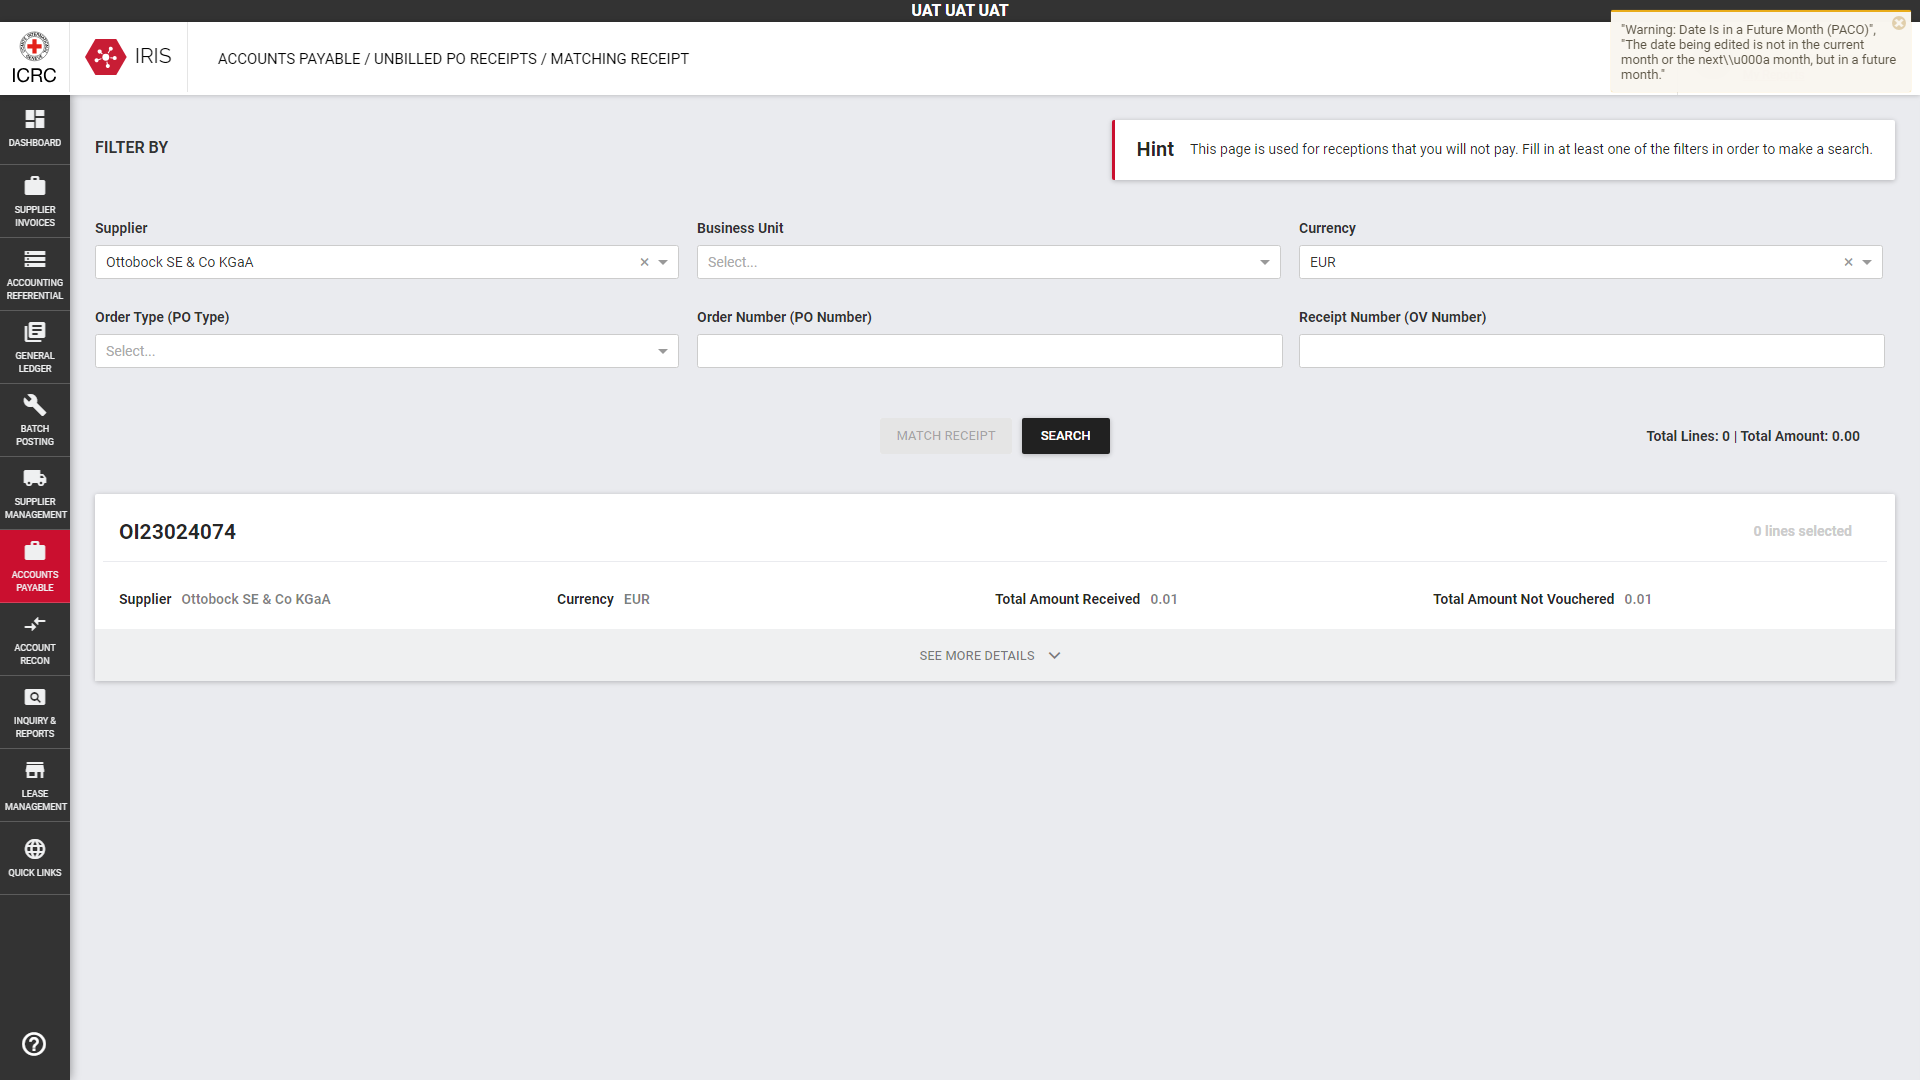 UAT UAT UAT
ICRC
IRIS
ACCOUNTS PAYABLE / UNBILLED PO RECEIPTS / MATCHING RECEIPT
"Warning: Date Is in a Future Month (PACO)",
"The date being edited is not in the current
month or the next\\u000a month, but in a future
month."
DASHBOARD
SUPPLIER
INVOICES
ACCOUNTING
REFERENTIAL
GENERAL
LEDGER
BATCH
POSTING
SUPPLIER
MANAGEMENT
ACCOUNTS
PAYABLE
ACCOUNT
RECON
INQUIRY &
REPORTS
LEASE
MANAGEMENT
QUICK LINKS
FILTER BY
Hint This page is used for receptions that you will not pay. Fill in at least one of the filters in order to make a search.
Supplier
Business Unit
Currency
Ottobock SE & Co KGaA
Select...
EUR
Order Type (PO Type)
Order Number (PO Number)
Receipt Number (OV Number)
Select...
MATCH RECEIPT
SEARCH
Total Lines: 0 | Total Amount: 0.00
OI23024074
0 lines selected
Supplier Ottobock SE & Co KGaA
Currency EUR
Total Amount Received 0.01
Total Amount Not Vouchered 0.01
SEE MORE DETAILS